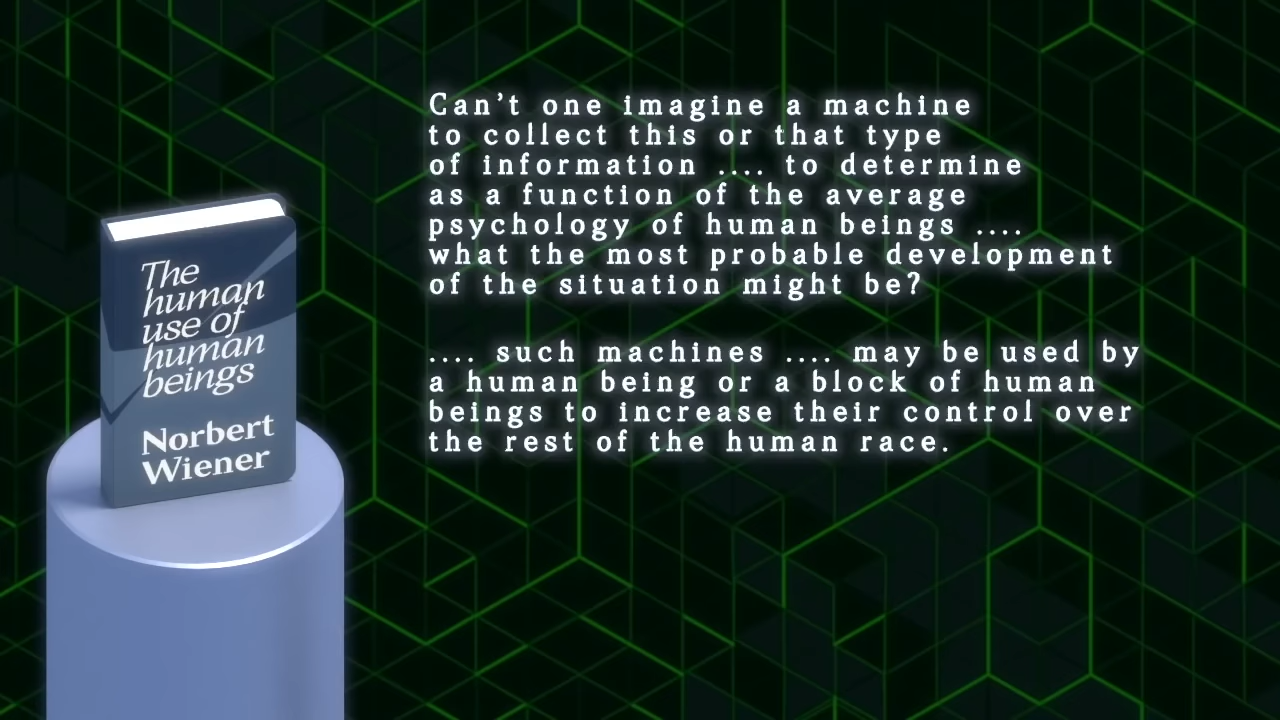 The
human
use of
human
beings
Norbert
Wiener
Can’t one imagine a machine
to collect this or that type
of information .... to determine
as a function of the average
psychology of human beings ....
what the most probable development
of the situation might be?
.... such machines .... may be used by
a human being or a block of human
beings to increase their control over
the rest of the human race.